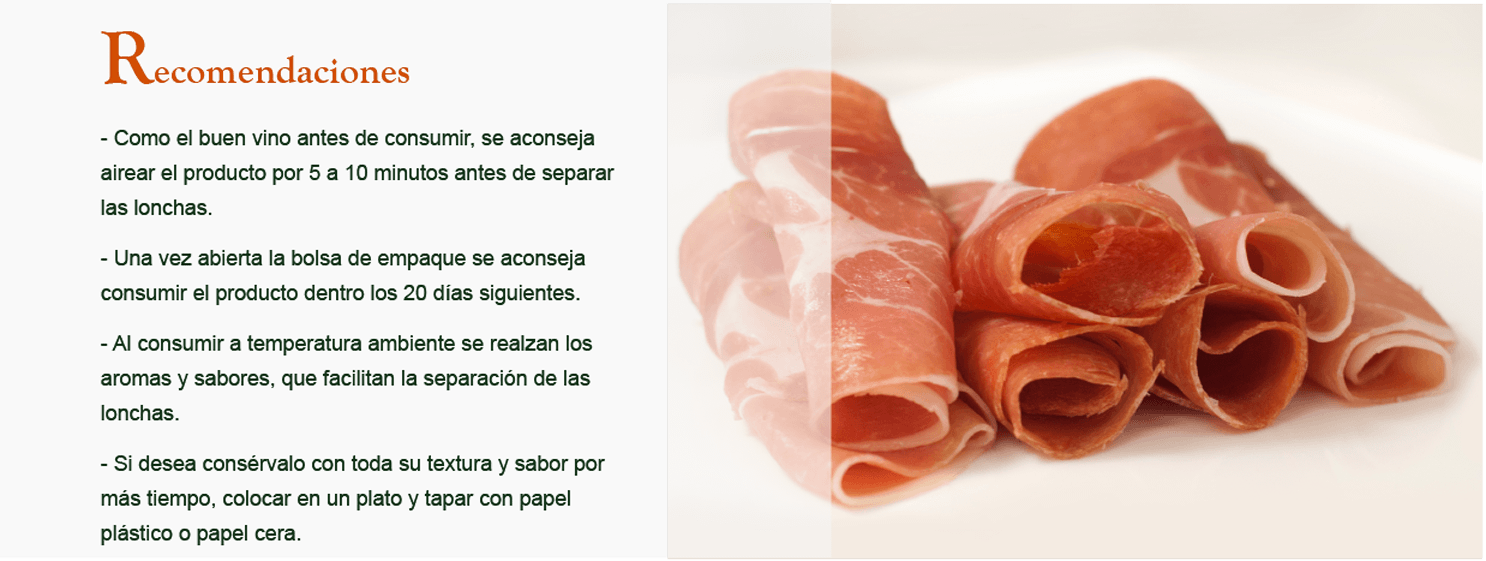 Recomendaciones
- Como el buen vino antes de consumir, se aconseja
airear el producto por 5 a 10 minutos antes de separar
las lonchas.
- Una vez abierta la bolsa de empaque se aconseja
consumir el producto dentro los 20 días siguientes.
- Al consumir a temperatura ambiente se realzan los
aromas y sabores, que facilitan la separación de las
lonchas.
- Si desea consérvalo con toda su textura y sabor por
más tiempo, colocar en un plato y tapar con papel
plástico o papel cera.